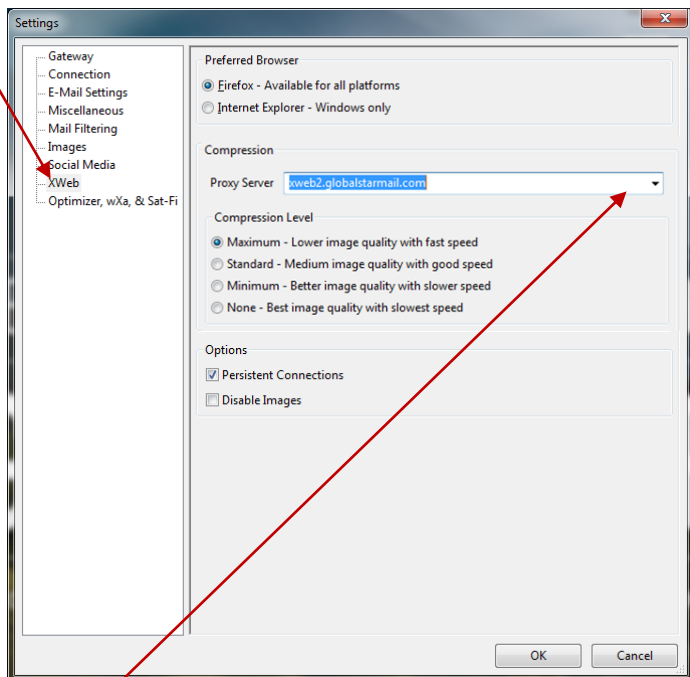 Settings
Gateway
Connection
E-Mail Settings
Miscellaneous
Mail Filtering
Images
Social Media
XWeb
Optimizer, wXa, & Sat-Fi
Preferred Browser
Firefox - Available for all platforms
Internet Explorer - Windows only
Compression
Proxy Server xweb2.globalstarmail.com
Compression Level
Maximum - Lower image quality with fast speed
Standard - Medium image quality with good speed
Minimum - Better image quality with slower speed
None - Best image quality with slowest speed
Options
Persistent Connections
Disable Images
OK Cancel